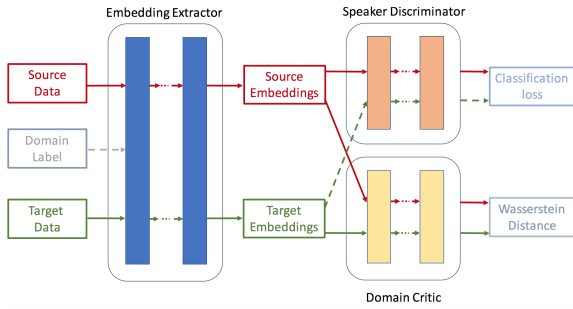 Embedding Extractor
Speaker Discriminator
Source
Data
Source
Embeddings
Classification
loss
Domain
Label
Target
Data
Target
Embeddings
Wasserstein
Distance
Domain Critic